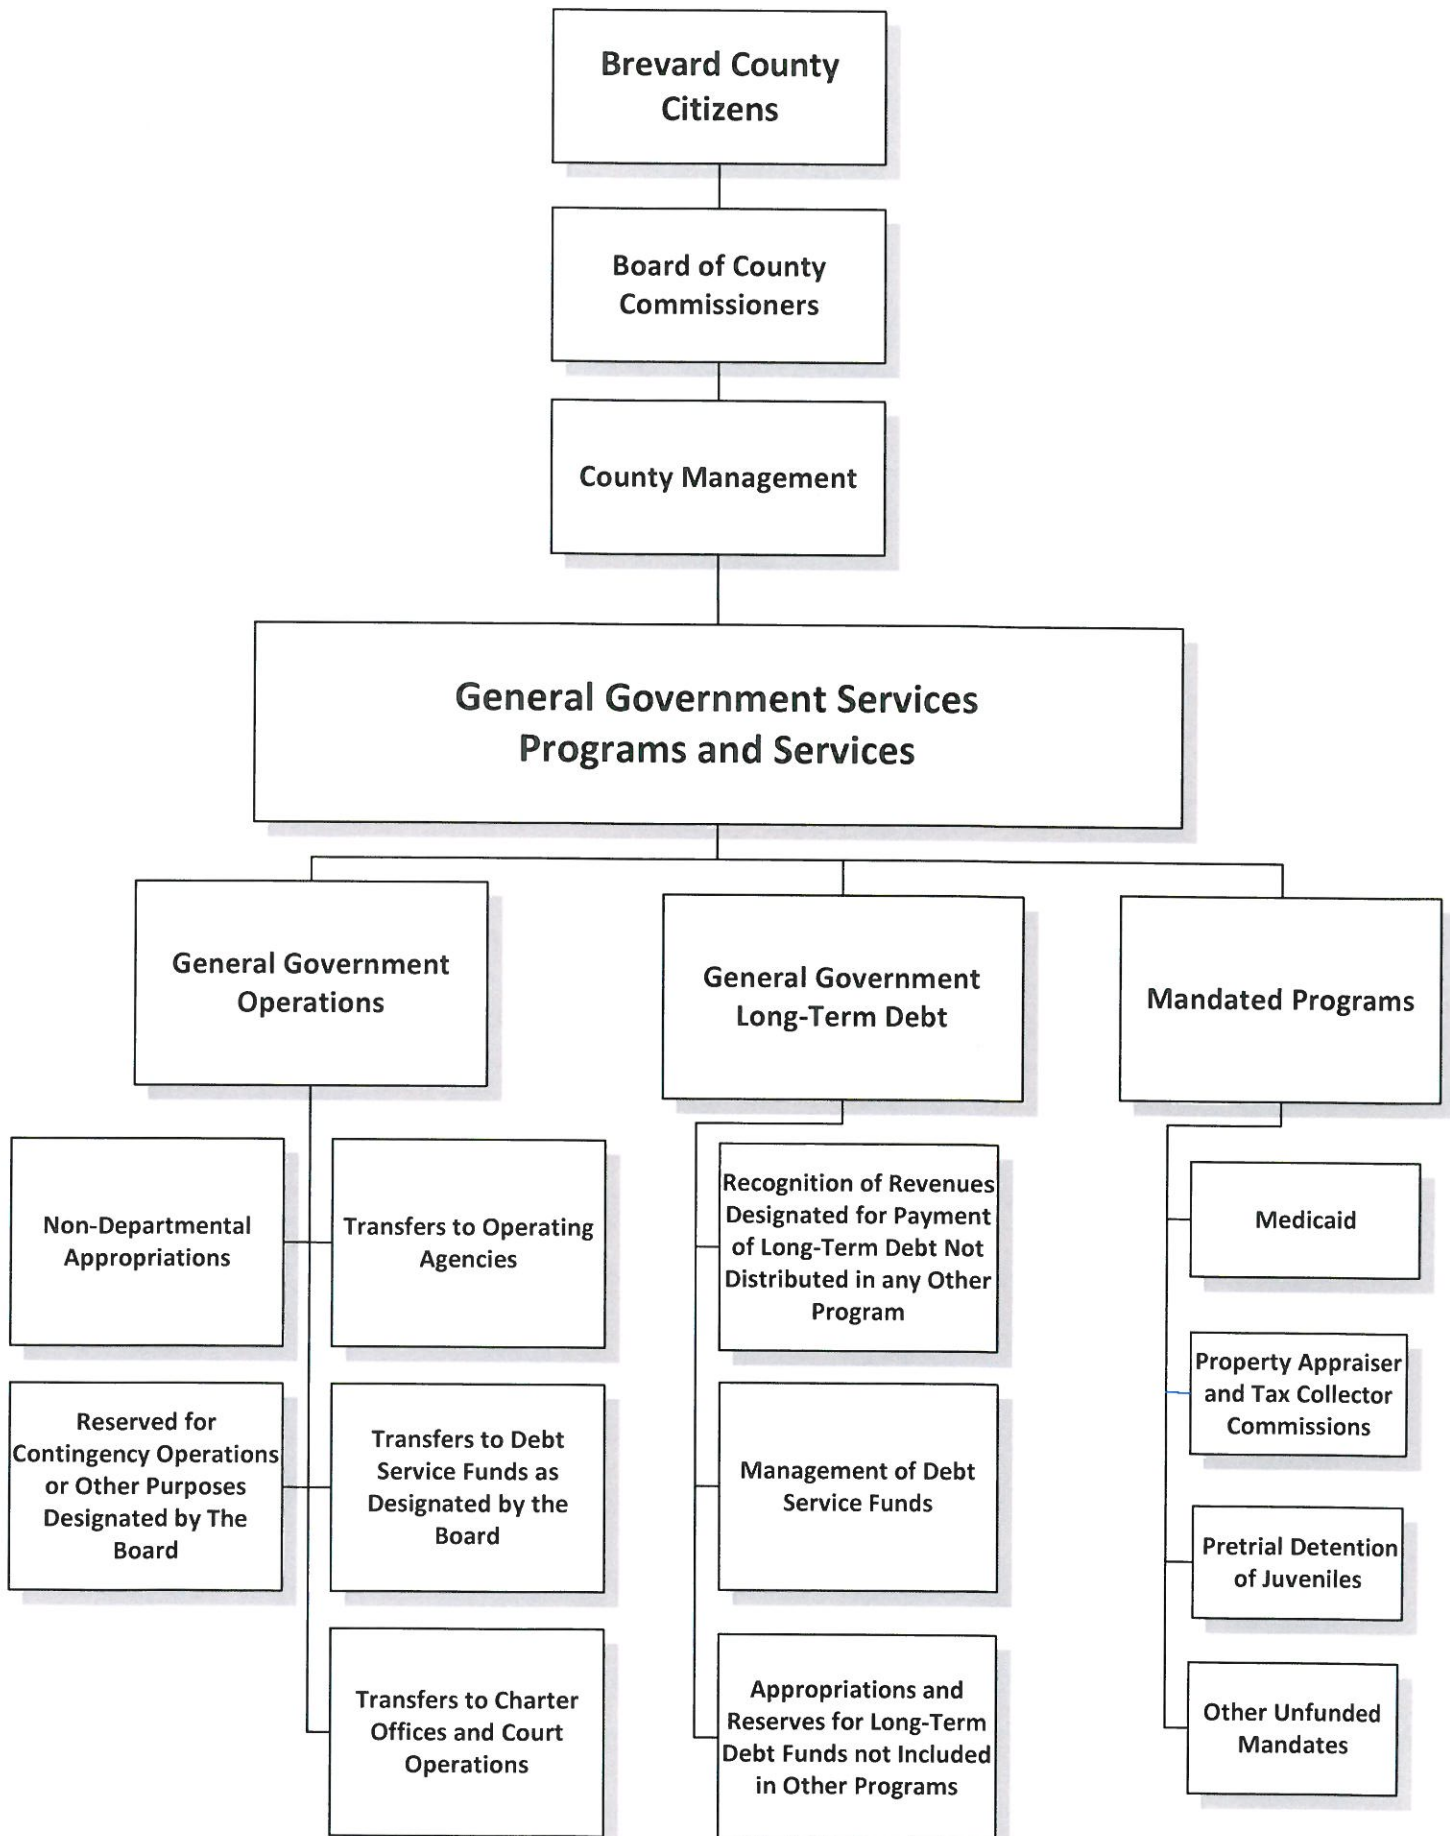 Brevard County
Citizens
Board of County
Commissioners
County Management
General Government Services
Programs and Services
General Government
Operations
General Government
Long-Term Debt
Mandated Programs
Non-Departmental
Appropriations
Transfers to Operating
Agencies
Reserved for
Contingency Operations
or Other Purposes
Designated by The
Board
Transfers to Debt
Service Funds as
Designated by the
Board
Transfers to Charter
Offices and Court
Operations
Recognition of Revenues
Designated for Payment
of Long-Term Debt Not
Distributed in any Other
Program
Management of Debt
Service Funds
Appropriations and
Reserves for Long-Term
Debt Funds not Included
in Other Programs
Medicaid
Property Appraiser
and Tax Collector
Commissions
Pretrial Detention
of Juveniles
Other Unfunded
Mandates